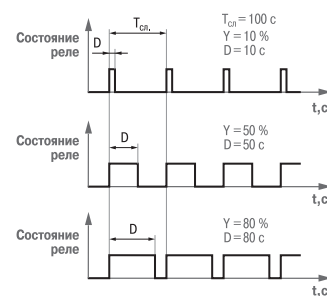 Состояние реле
D
Tсл.
Tсл = 100 с
Y = 10 %
D = 10 с
t,с
Состояние реле
D
Y = 50 %
D = 50 с
t,с
Состояние реле
D
Y = 80 %
D = 80 с
t,с